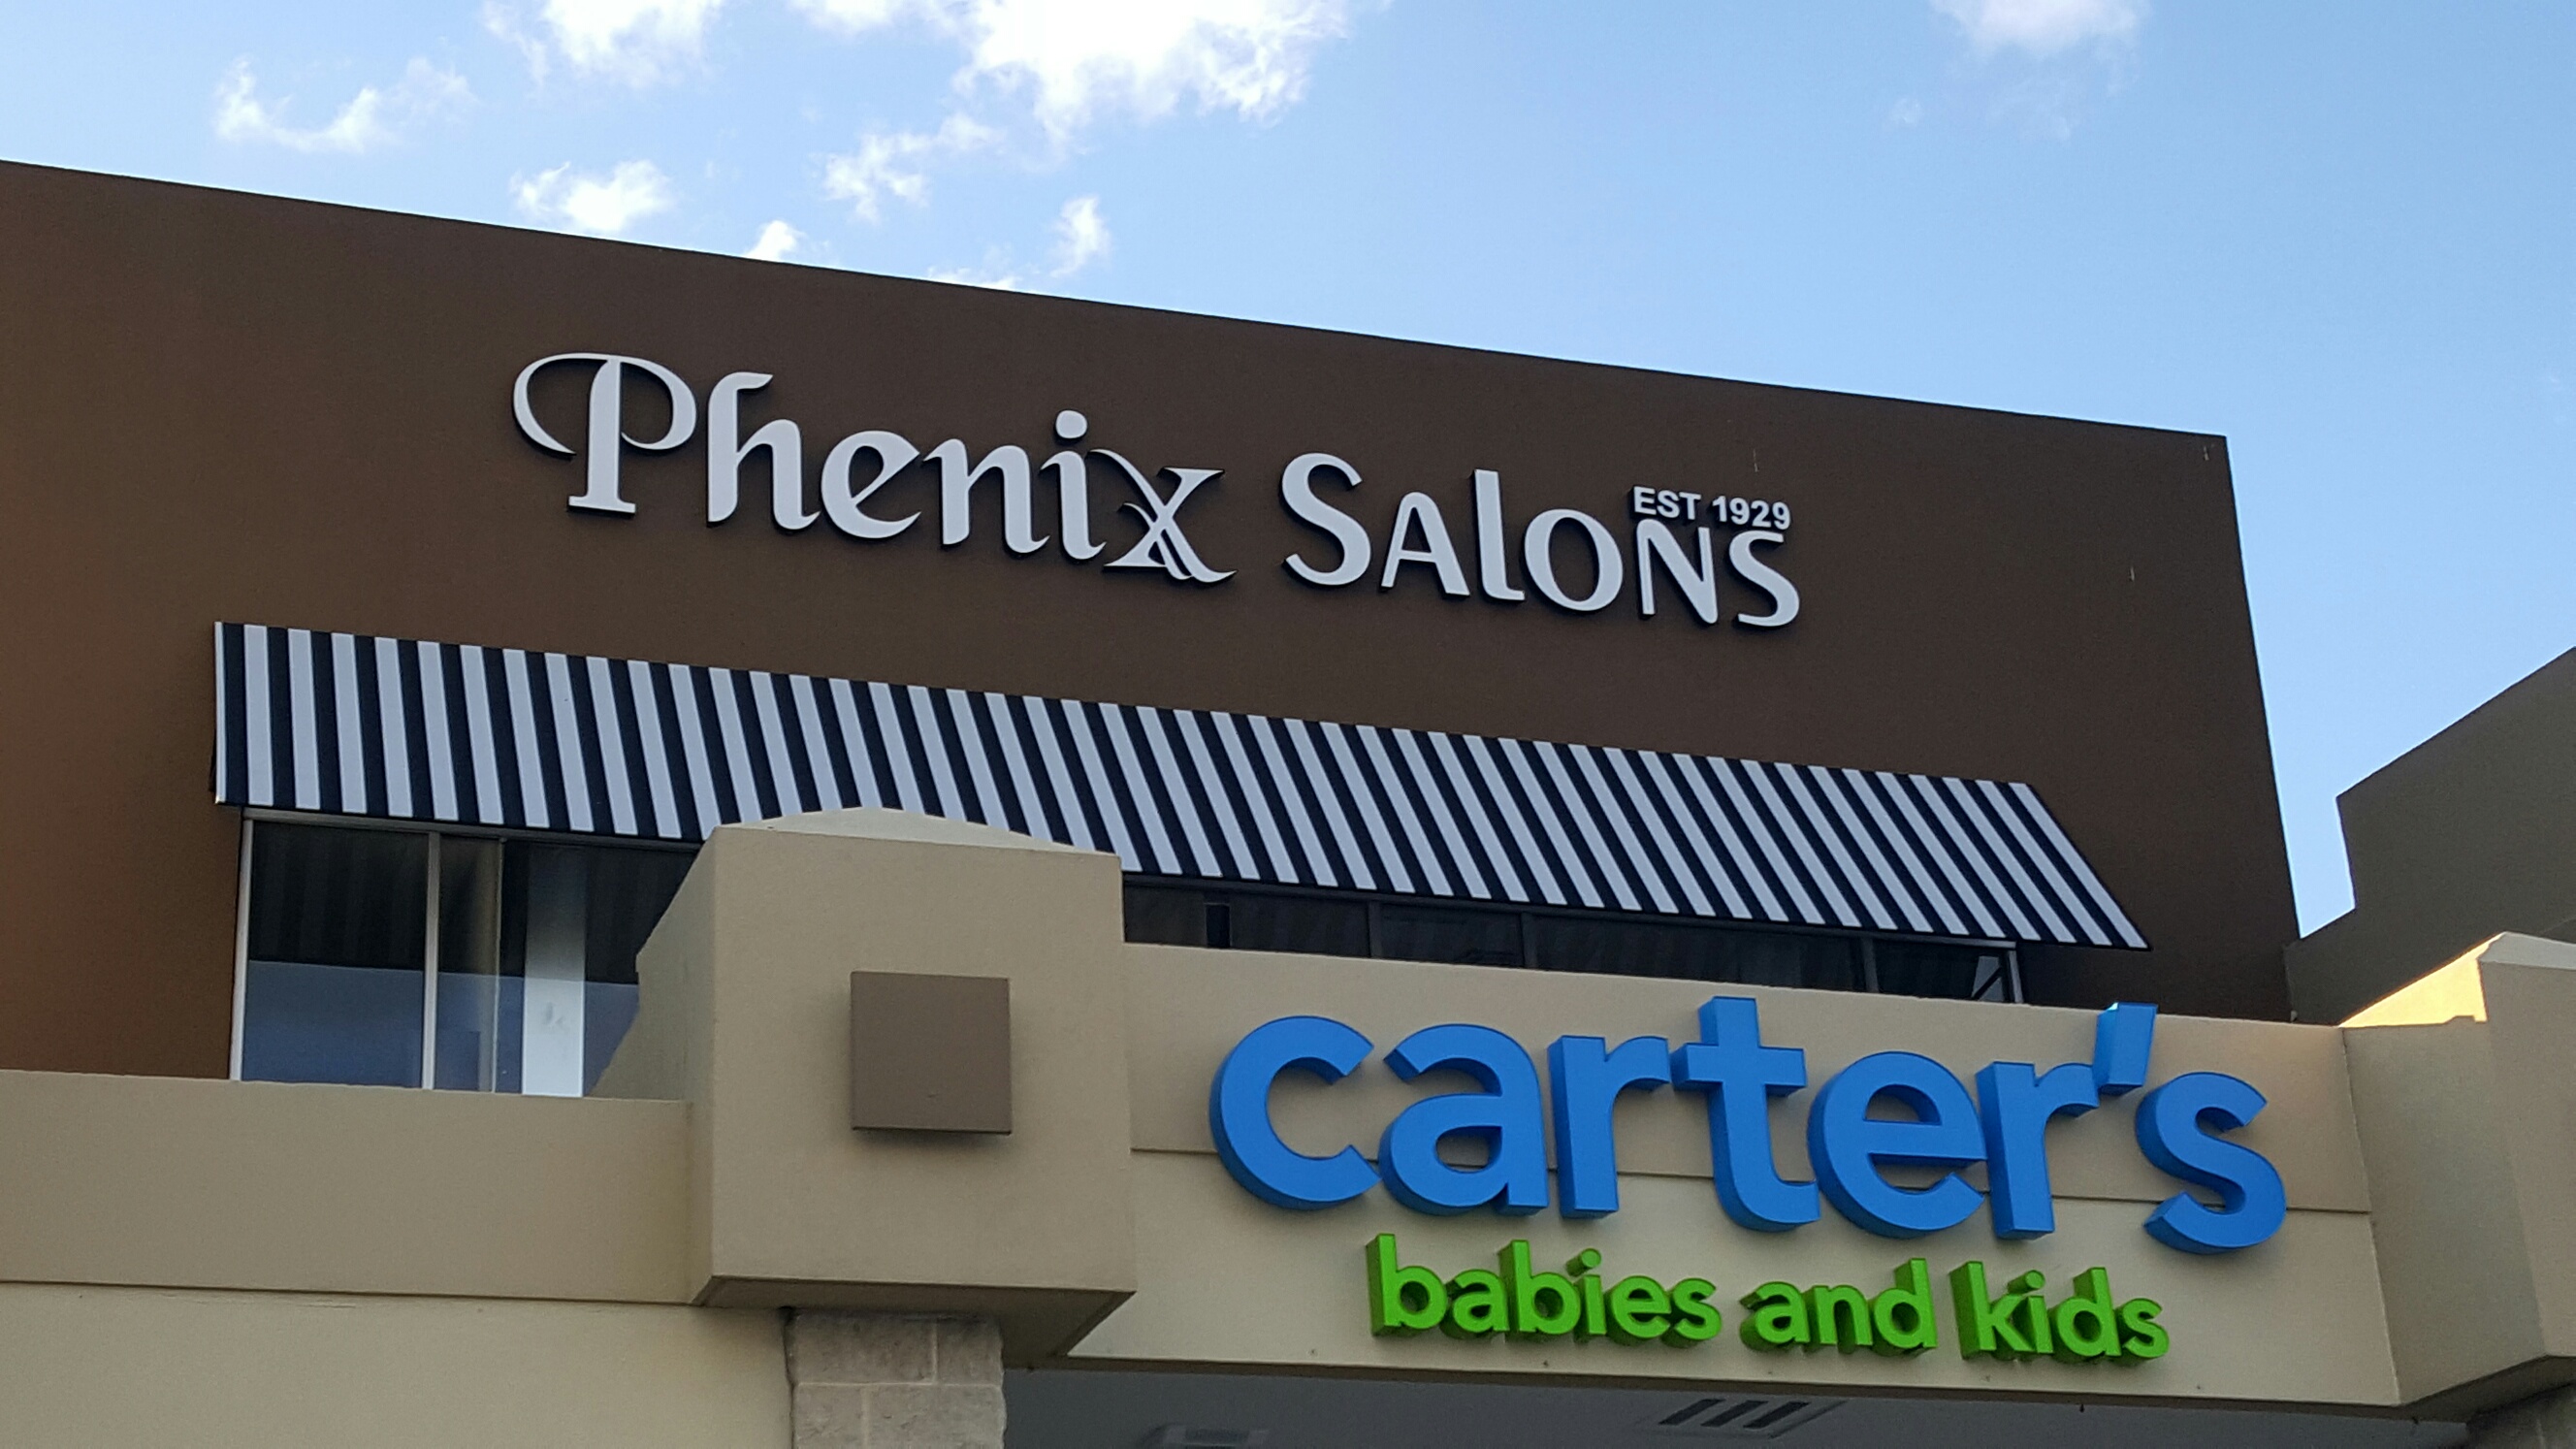 Phenix Salons
EST 1929
carter's
babies and kids